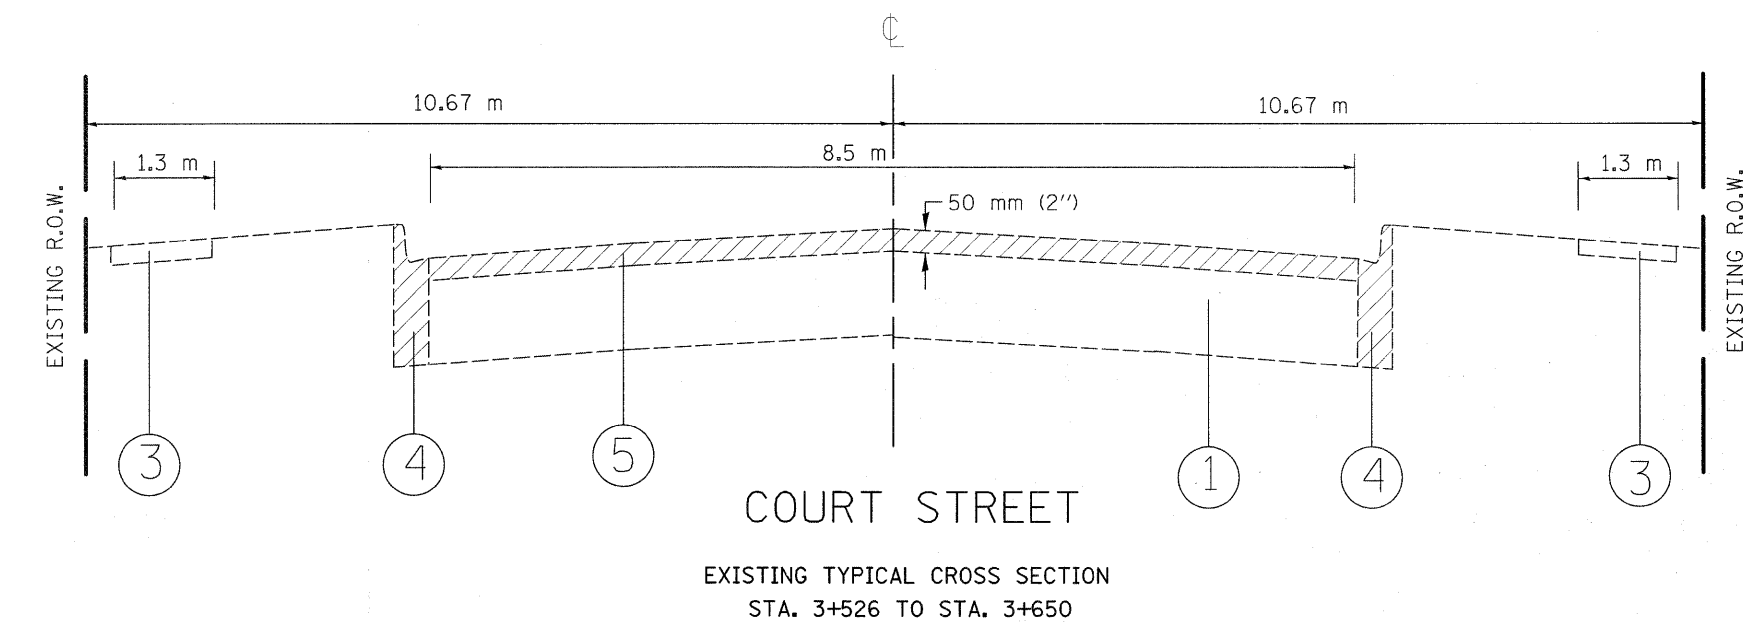 ℄
10.67 m
10.67 m
8.5 m
1.3 m
1.3 m
50 mm (2'')
EXISTING R.O.W.
EXISTING R.O.W.
3
4
5
1
4
3
COURT STREET
EXISTING TYPICAL CROSS SECTION
STA. 3+526 TO STA. 3+650